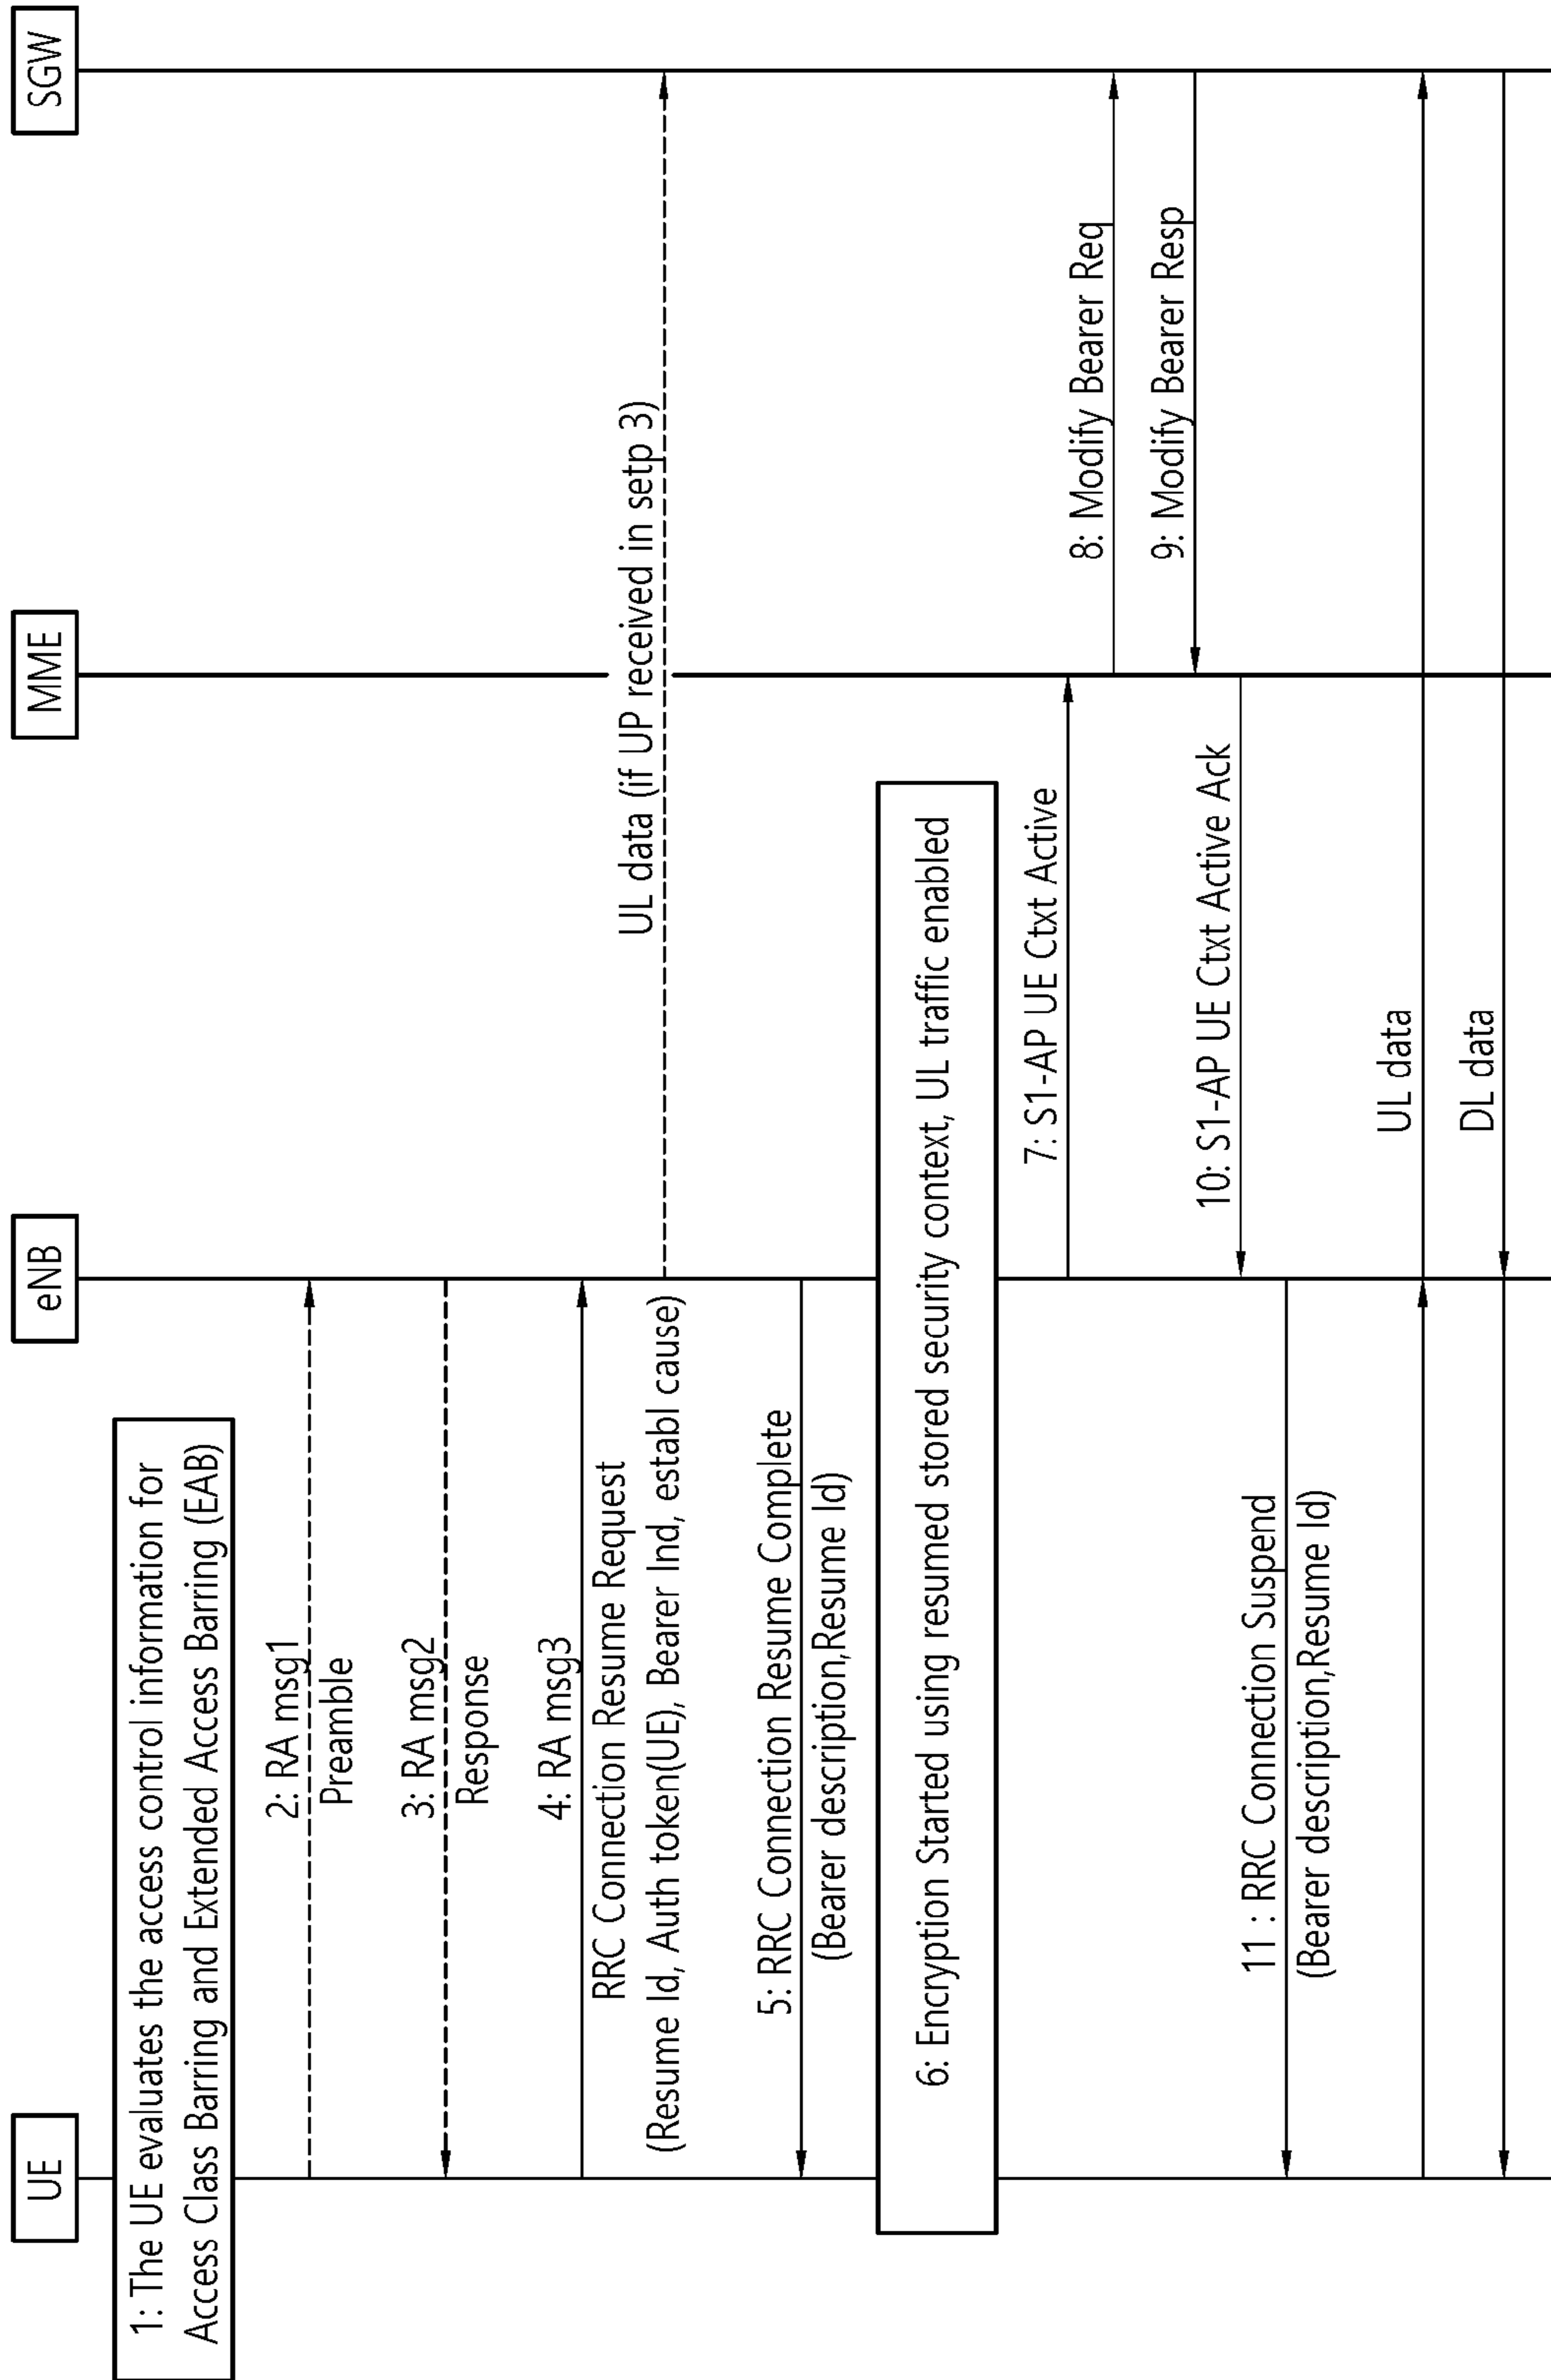 UE
eNB
MME
SGW
1: The UE evaluates the access control information for
Access Class Barring and Extended Access Barring (EAB)
2: RA msg1
Preamble
3: RA msg2
Response
4: RA msg3
RRC Connection Resume Request
(Resume Id, Auth token(UE), Bearer Ind, establ cause)
UL data (if UP received in setp 3)
5: RRC Connection Resume Complete
(Bearer description,Resume Id)
6: Encryption Started using resumed stored security context, UL traffic enabled
7: S1-AP UE Ctxt Active
8: Modify Bearer Req
9: Modify Bearer Resp
10: S1-AP UE Ctxt Active Ack
11 : RRC Connection Suspend
(Bearer description,Resume Id)
UL data
DL data